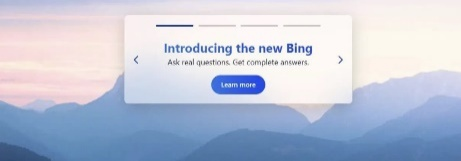 Introducing the new Bing
Ask real questions. Get complete answers.
Learn more